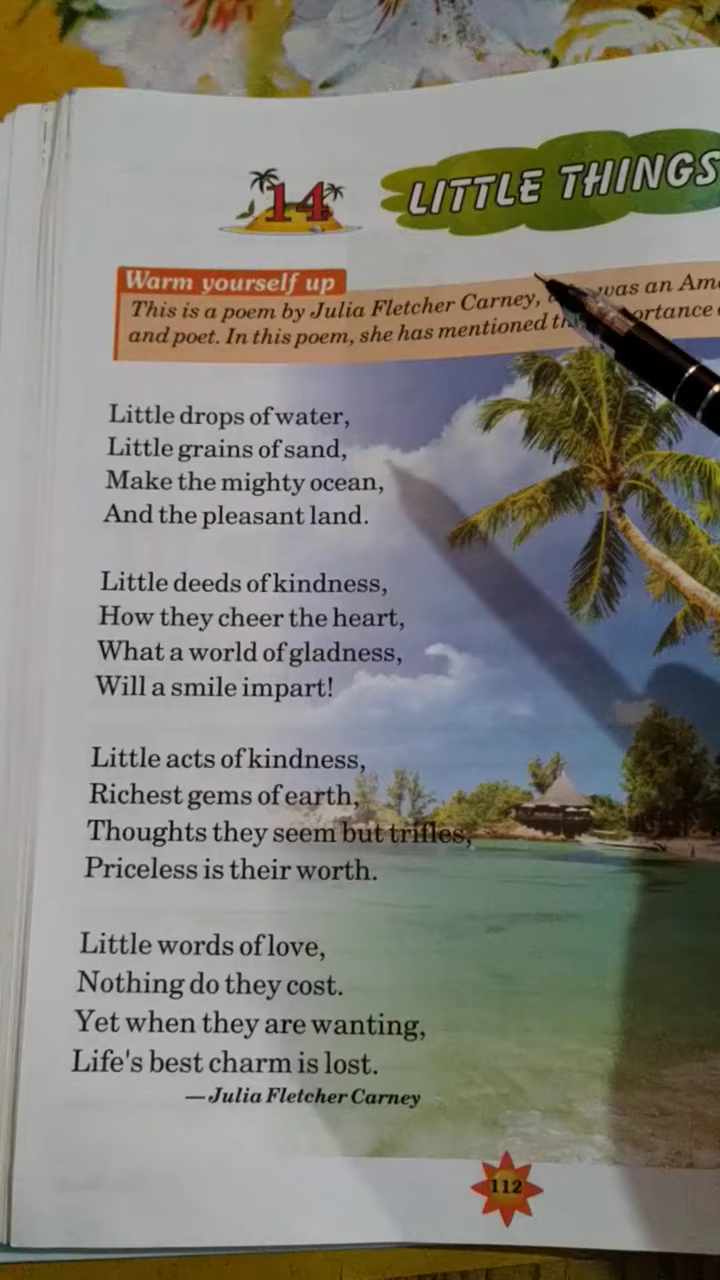 14
LITTLE THINGS
Warm yourself up
This is a poem by Julia Fletcher Carney, was an
and poet. In this poem, she has mentioned
Little drops of water,
Little grains of sand,
Make the mighty ocean,
And the pleasant land.
Little deeds of kindness,
How they cheer the heart,
What a world of gladness,
Will a smile impart!
Little acts of kindness,
Richest gems of earth,
Thoughts they seem but trifles,
Priceless is their worth.
Little words of love,
Nothing do they cost.
Yet when they are wanting,
Life's best charm is lost.
—Julia Fletcher Carney
112